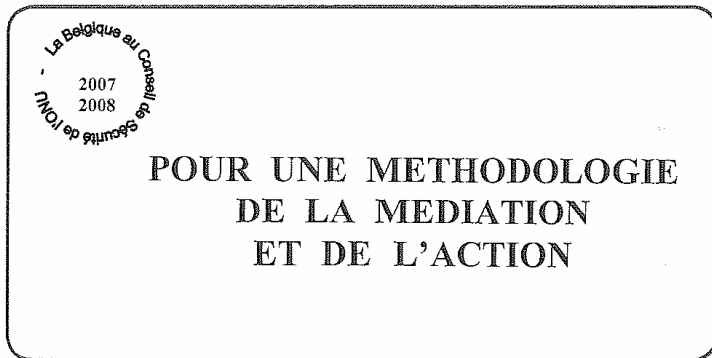 La Belgique au Conseil de Sécurité de l'ONU -
2007
2008
POUR UNE METHODOLOGIE
DE LA MEDIATION
ET DE L'ACTION